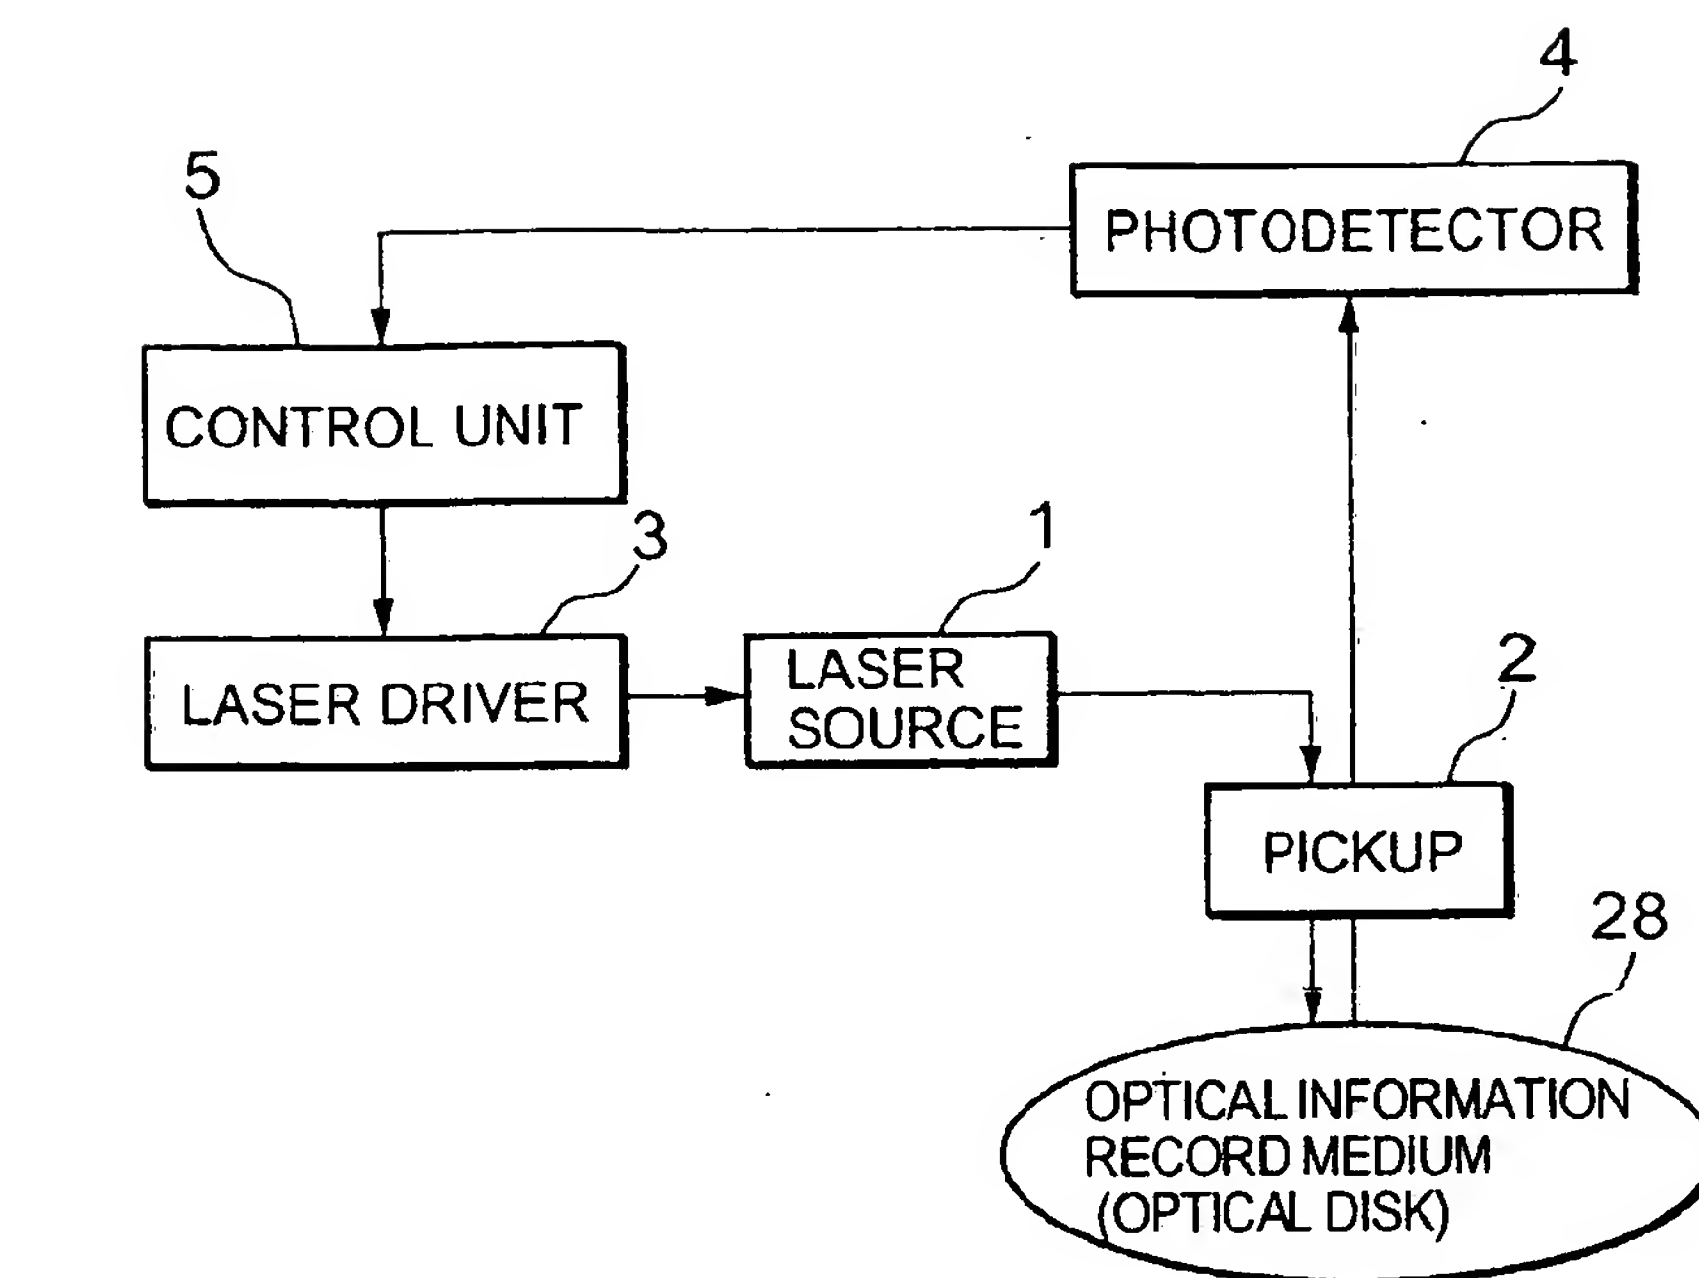 4
5
PHOTODETECTOR
CONTROL UNIT
3
1
LASER DRIVER
LASER
SOURCE
2
PICKUP
28
OPTICAL INFORMATION
RECORD MEDIUM
(OPTICAL DISK)